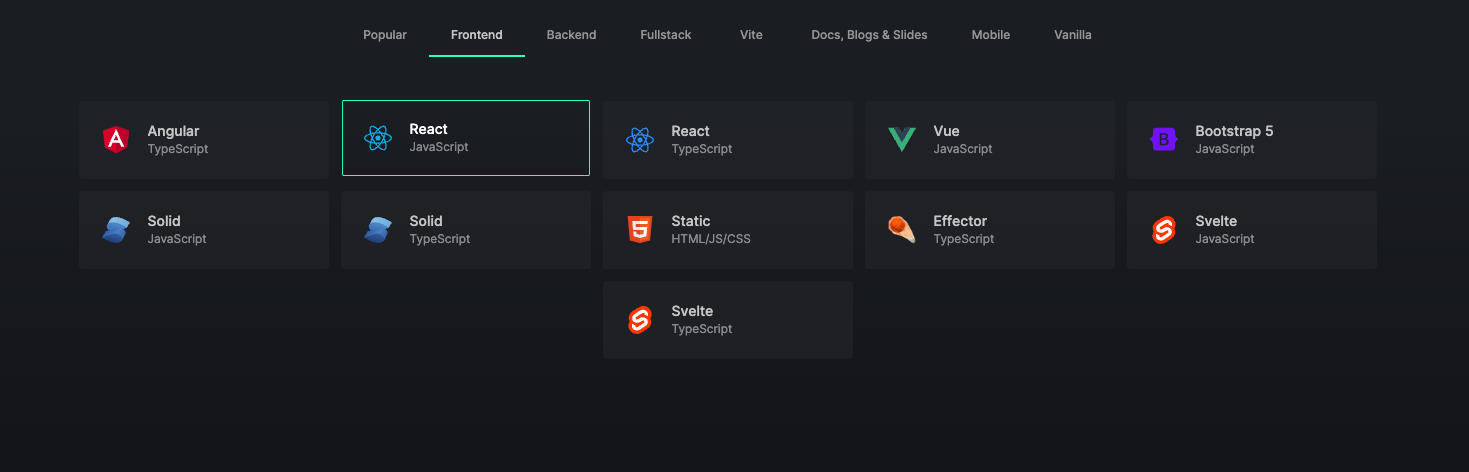 Popular Frontend Backend Fullstack Vite Docs, Blogs & Slides Mobile Vanilla
Angular
TypeScript
React
JavaScript
React
TypeScript
Vue
JavaScript
B
Bootstrap 5
JavaScript
Solid
JavaScript
Solid
TypeScript
Static
HTML/JS/CSS
Effector
TypeScript
Svelte
JavaScript
Svelte
TypeScript